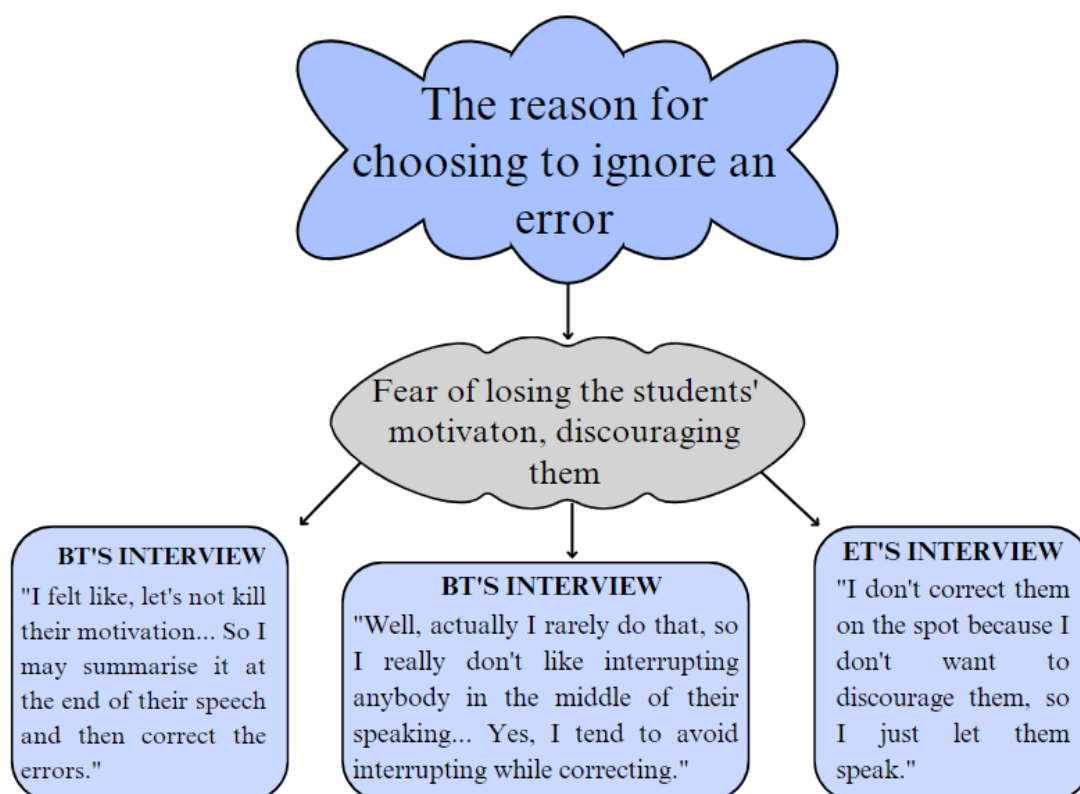 The reason for
choosing to ignore an
error
Fear of losing the students'
motivaton, discouraging
them
BT'S INTERVIEW
"I felt like, let's not kill
their motivation... So I
may summarise it at
the end of their speech
and then correct the
errors."
BT'S INTERVIEW
"Well, actually I rarely do that, so
I really don't like interrupting
anybody in the middle of their
speaking... Yes, I tend to avoid
interrupting while correcting."
ET'S INTERVIEW
"I don't correct them
on the spot because I
don't want to
discourage them, so
I just let them
speak."